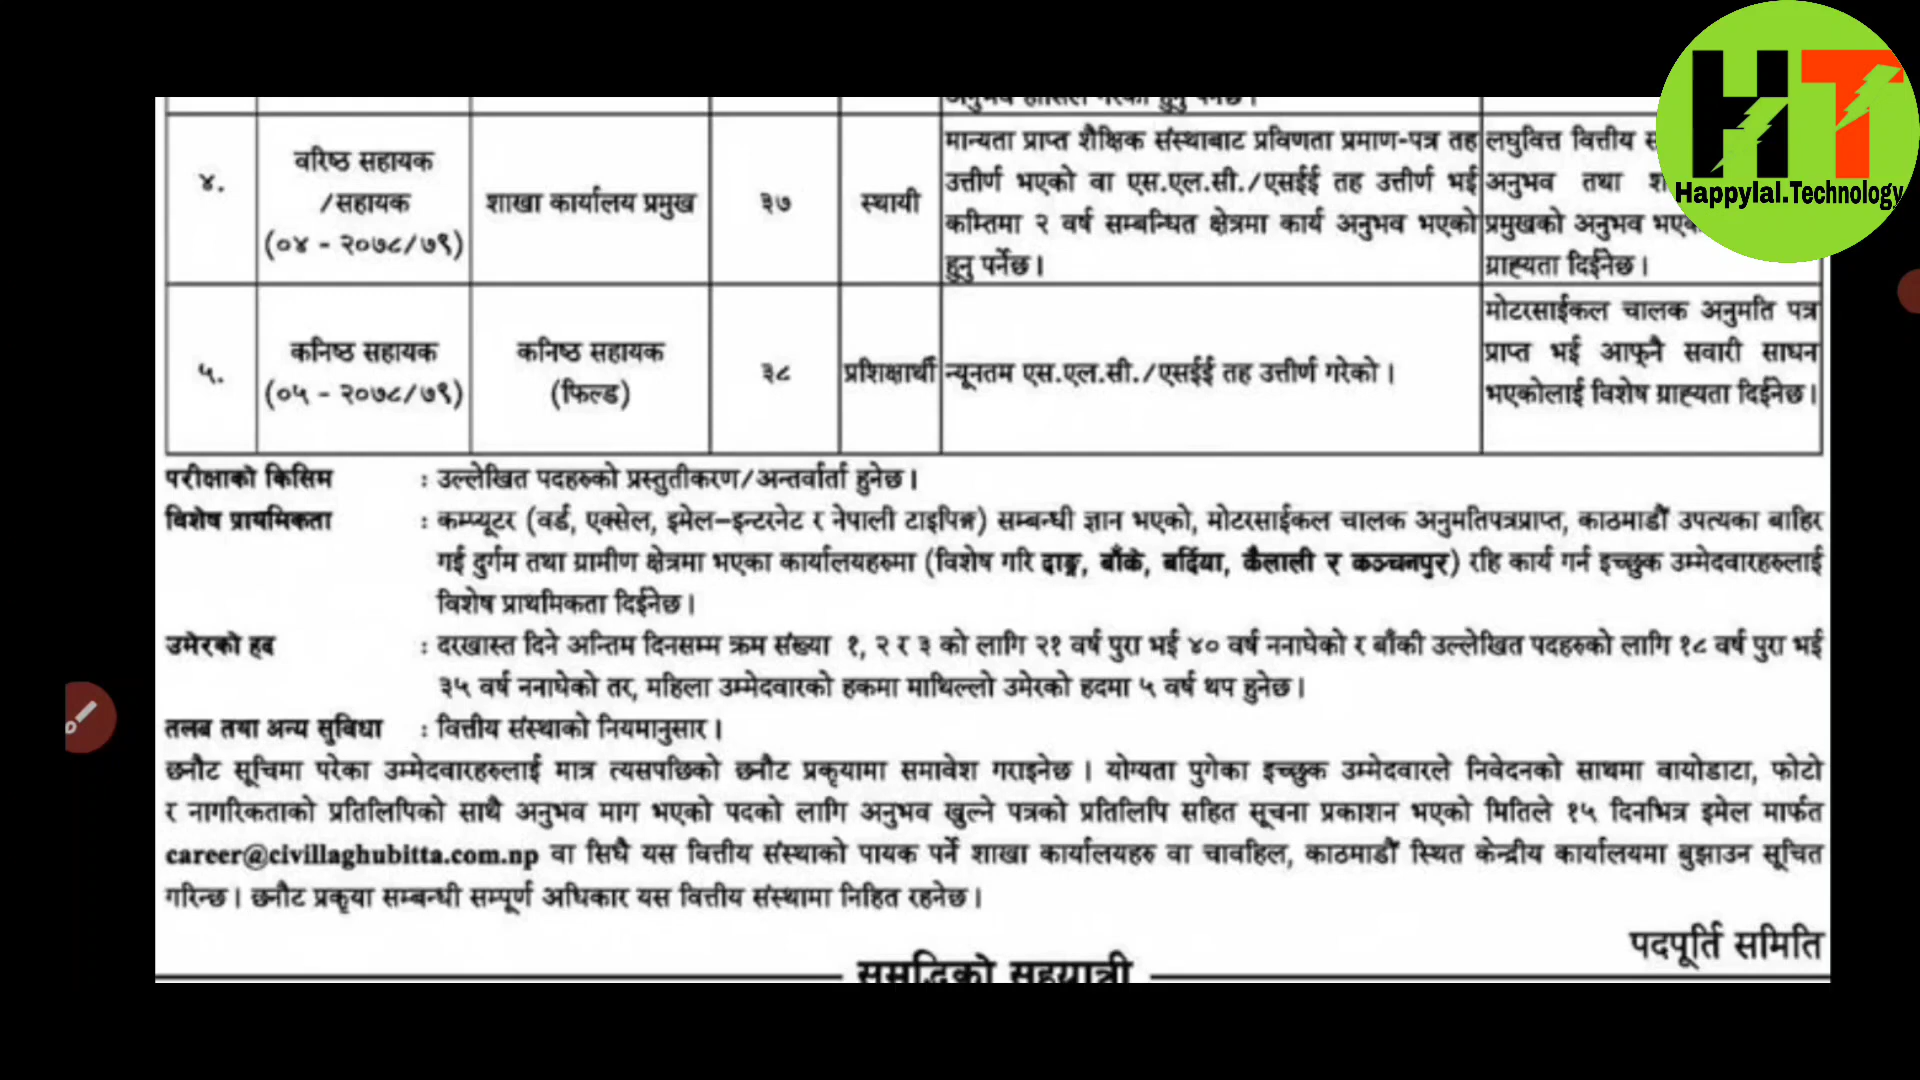 ४.
वरिष्ठ सहायक
/सहायक
(०४ - २०७८/७९)
शाखा कार्यालय प्रमुख
३७
स्थायी
मान्यता प्राप्त शैक्षिक संस्थाबाट प्रविणता प्रमाण-पत्र तह
उत्तीर्ण भएको वा एस.एल.सी./एसईई तह उत्तीर्ण भई
कम्तिमा २ वर्ष सम्बन्धित क्षेत्रमा कार्य अनुभव भएको
हुनु पर्नेछ।
लघुवित्त वित्तीय
अनुभव तथा
प्रमुखको अनुभव
ग्राह्यता दिईनेछ।
५.
कनिष्ठ सहायक
(०५ - २०७८/७९)
कनिष्ठ सहायक
(फिल्ड)
३८
प्रशिक्षार्थी
न्यूनतम एस.एल.सी./एसईई तह उत्तीर्ण गरेको।
मोटरसाईकल चालक अनुमति पत्र
प्राप्त भई आफ्नै सवारी साधन
भएकोलाई विशेष ग्राह्यता दिईनेछ।
परीक्षाको किसिम : उल्लेखित पदहरुको प्रस्तुतीकरण/अन्तर्वार्ता हुनेछ।
विशेष प्राथमिकता : कम्प्यूटर (वर्ड, एक्सेल, इमेल-इन्टरनेट र नेपाली टाइपिङ्ग) सम्बन्धी ज्ञान भएको, मोटरसाईकल चालक अनुमतिपत्रप्राप्त, काठमाडौं उपत्यका बाहिर
गई दुर्गम तथा ग्रामीण क्षेत्रमा भएका कार्यालयहरुमा (विशेष गरि दाङ्ग, बाँके, बर्दिया, कैलाली र कञ्चनपुर) रहि कार्य गर्न इच्छुक उम्मेदवारहरुलाई
विशेष प्राथमिकता दिईनेछ।
उमेरको हद : दरखास्त दिने अन्तिम दिनसम्म क्रम संख्या १, २ र ३ को लागि २१ वर्ष पुरा भई ४० वर्ष ननाघेको र बाँकी उल्लेखित पदहरुको लागि १८ वर्ष पुरा भई
३५ वर्ष ननाघेको तर, महिला उम्मेदवारको हकमा माथिल्लो उमेरको हदमा ५ वर्ष थप हुनेछ।
तलब तथा अन्य सुविधा : वित्तीय संस्थाको नियमानुसार।
छनौट सूचिमा परेका उम्मेदवारहरुलाई मात्र त्यसपछिको छनौट प्रकृयामा समावेश गराइनेछ। योग्यता पुगेका इच्छुक उम्मेदवारले निवेदनको साथमा बायोडाटा, फोटो
र नागरिकताको प्रतिलिपिको साथै अनुभव माग भएको पदको लागि अनुभव खुल्ने पत्रको प्रतिलिपि सहित सूचना प्रकाशन भएको मितिले १५ दिनभित्र इमेल मार्फत
career@civillaghubitta.com.np वा सिधै यस वित्तीय संस्थाको पायक पर्ने शाखा कार्यालयहरु वा चावहिल, काठमाडौं स्थित केन्द्रीय कार्यालयमा बुझाउन सूचित
गरिन्छ। छनौट प्रकृया सम्बन्धी सम्पूर्ण अधिकार यस वित्तीय संस्थामा निहित रहनेछ।
पदपूर्ति समिति
समृद्धिको सहयात्री
HT
Happylal.Technology